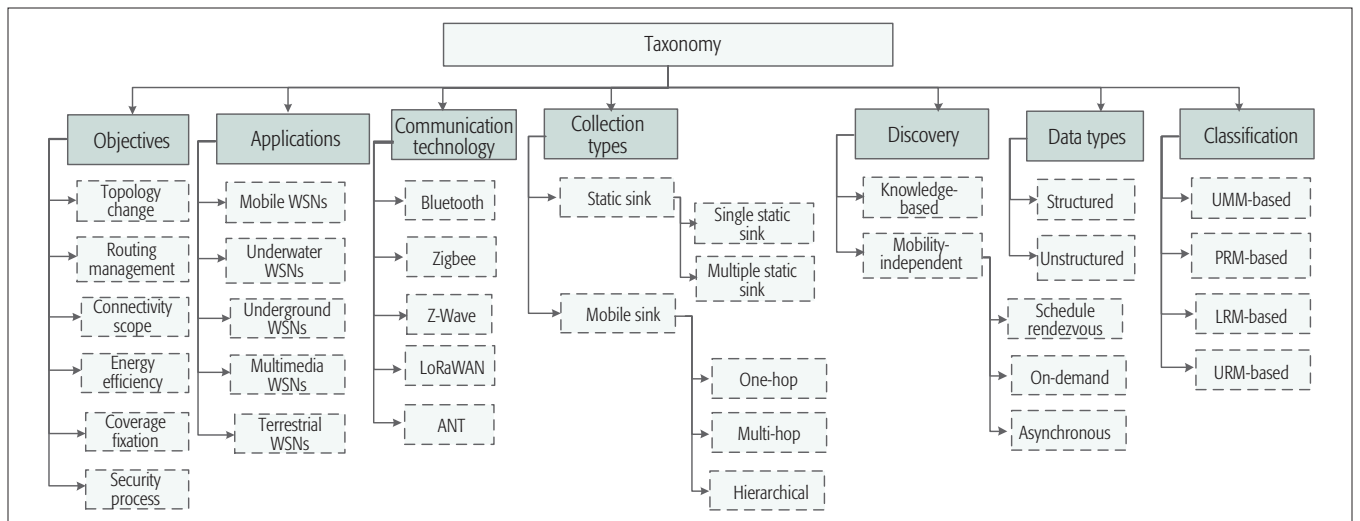 Taxonomy
Objectives
Topology
change
Routing
management
Connectivity
scope
Energy
efficiency
Coverage
fixation
Security
process
Applications
Mobile WSNs
Underwater
WSNs
Underground
WSNs
Multimedia
WSNs
Terrestrial
WSNs
Communication
technology
Bluetooth
Zigbee
Z-Wave
LoRaWAN
ANT
Collection
types
Static sink
Single static
sink
Multiple static
sink
Mobile sink
One-hop
Multi-hop
Hierarchical
Discovery
Knowledge-
based
Mobility-
independent
Schedule
rendezvous
On-demand
Asynchronous
Data types
Structured
Unstructured
Classification
UMM-based
PRM-based
LRM-based
URM-based